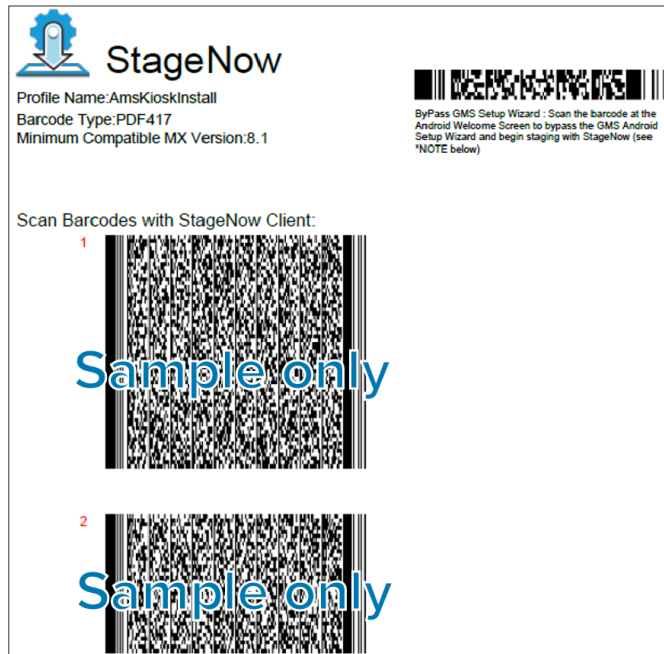 StageNow
Profile Name:AmsKioskInstall
Barcode Type:PDF417
Minimum Compatible MX Version:8.1
ByPass GMS Setup Wizard : Scan the barcode at the
Android Welcome Screen to bypass the GMS Android
Setup Wizard and begin staging with StageNow (see
*NOTE below)
Scan Barcodes with StageNow Client:
1
Sample only
2
Sample only